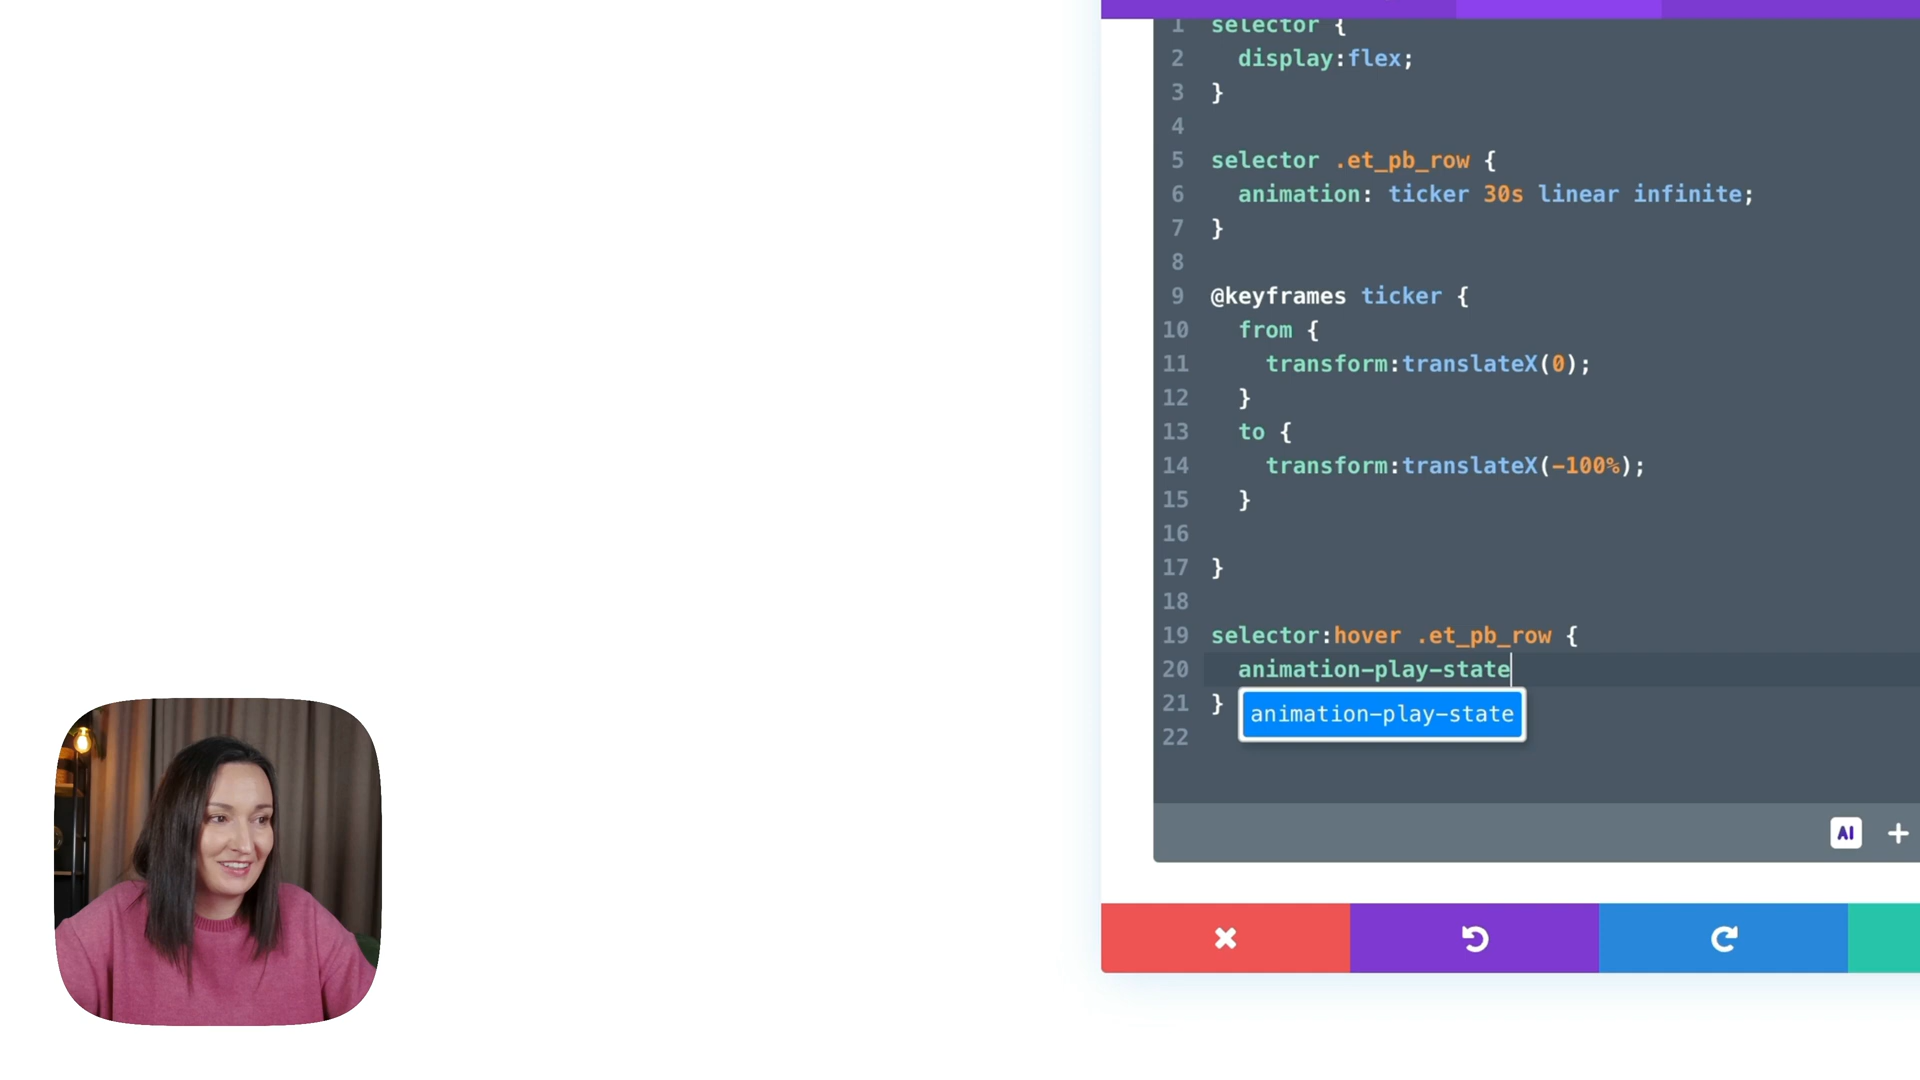 1 selector {
2 display:flex;
3 }
4
5 selector .et_pb_row {
6 animation: ticker 30s linear infinite;
7 }
8
9 @keyframes ticker {
10 from {
11 transform:translateX(0);
12 }
13 to {
14 transform:translateX(-100%);
15 }
16
17 }
18
19 selector:hover .et_pb_row {
20 animation-play-state
21 }
animation-play-state
22
AI